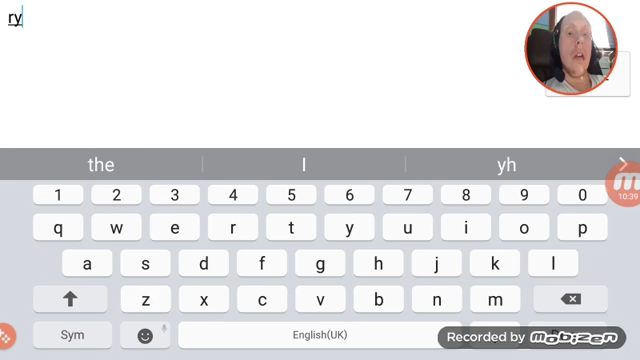 ry
the I yh
10:39
1 2 3 4 5 6 7 8 9 0
q w e r t y u i o p
a s d f g h j k l
z x c v b n m
Sym English(UK)
Recorded by mobizen